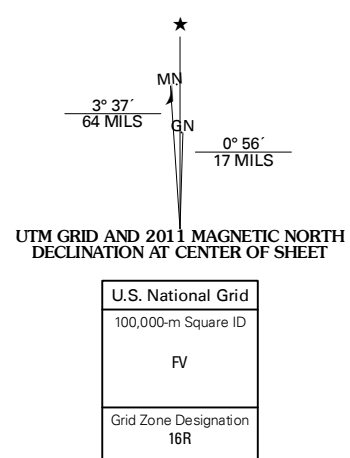 ★
MN
3° 37´
64 MILS
GN
0° 56´
17 MILS
UTM GRID AND 2011 MAGNETIC NORTH
DECLINATION AT CENTER OF SHEET
U.S. National Grid
100,000-m Square ID
FV
Grid Zone Designation
16R